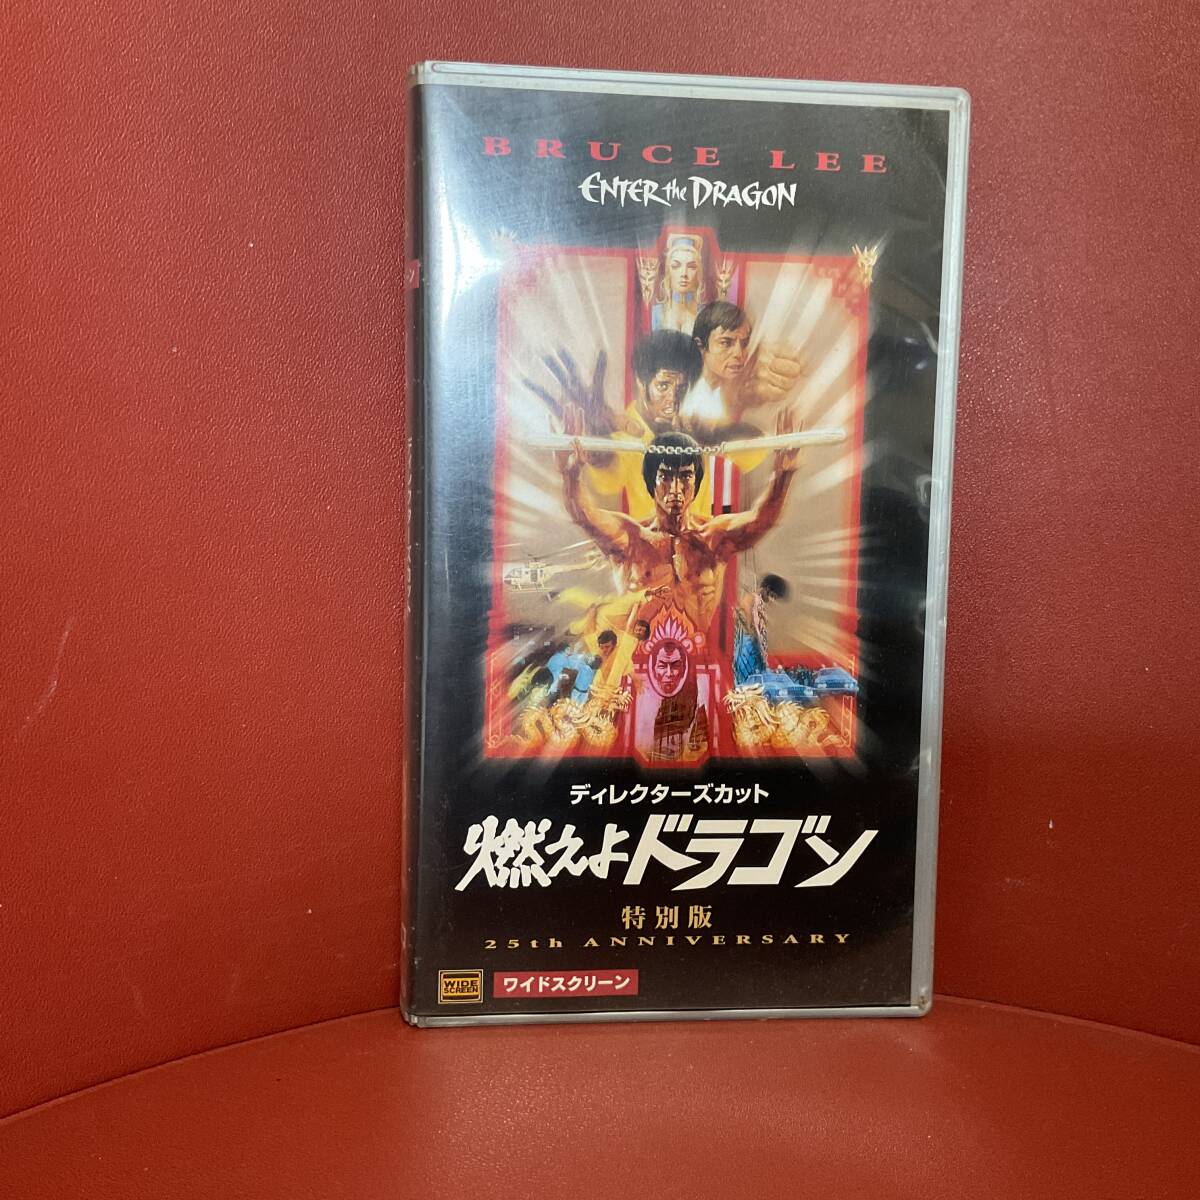 BRUCE LEE
ENTER the DRAGON
ディレクターズカット
燃えよドラゴン
特別版
25th ANNIVERSARY
WIDE
SCREEN
ワイドスクリーン